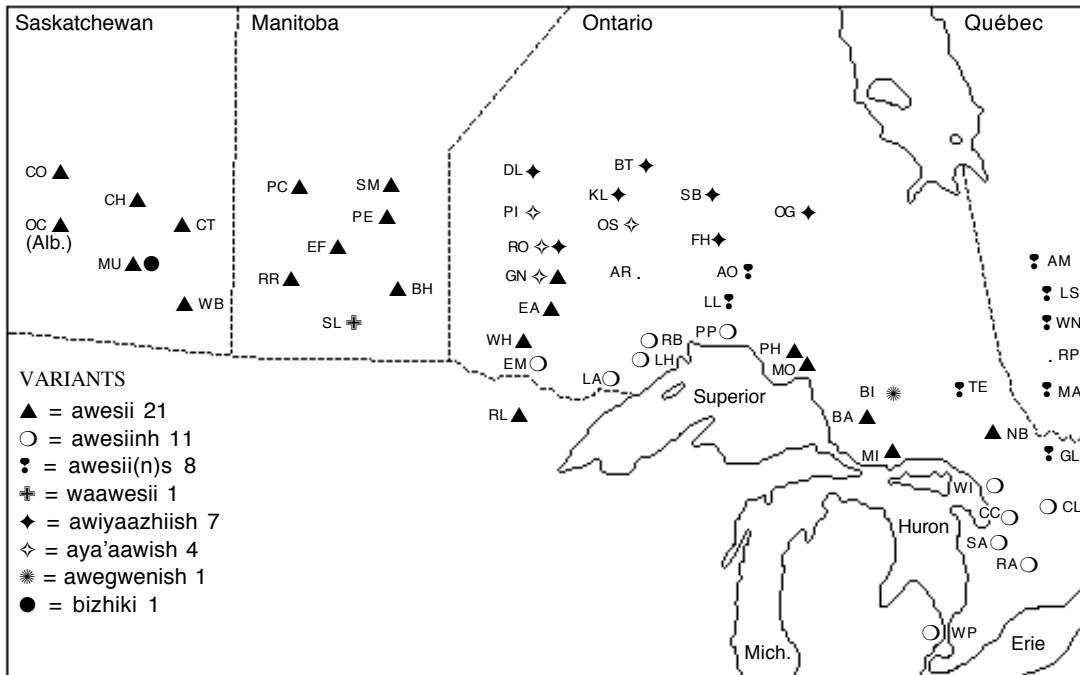 Saskatchewan
Manitoba
Ontario
Québec
CO
CH
OC
(Alb.)
CT
MU
WB
PC
SM
PE
EF
RR
BH
SL
DL
BT
KL
SB
PI
OS
OG
RO
FH
GN
AR
AO
AM
EA
LL
LS
WH
RB
PP
WN
EM
LH
PH
RP
LA
MO
RL
Superior
BI
TE
MA
BA
NB
MI
GL
WI
CC
CL
Huron
SA
RA
WP
Mich.
Erie
VARIANTS
= awesii 21
= awesiinh 11
= awesii(n)s 8
= waawesii 1
= awiyaazhiish 7
= aya'aawish 4
= awegwenish 1
= bizhiki 1